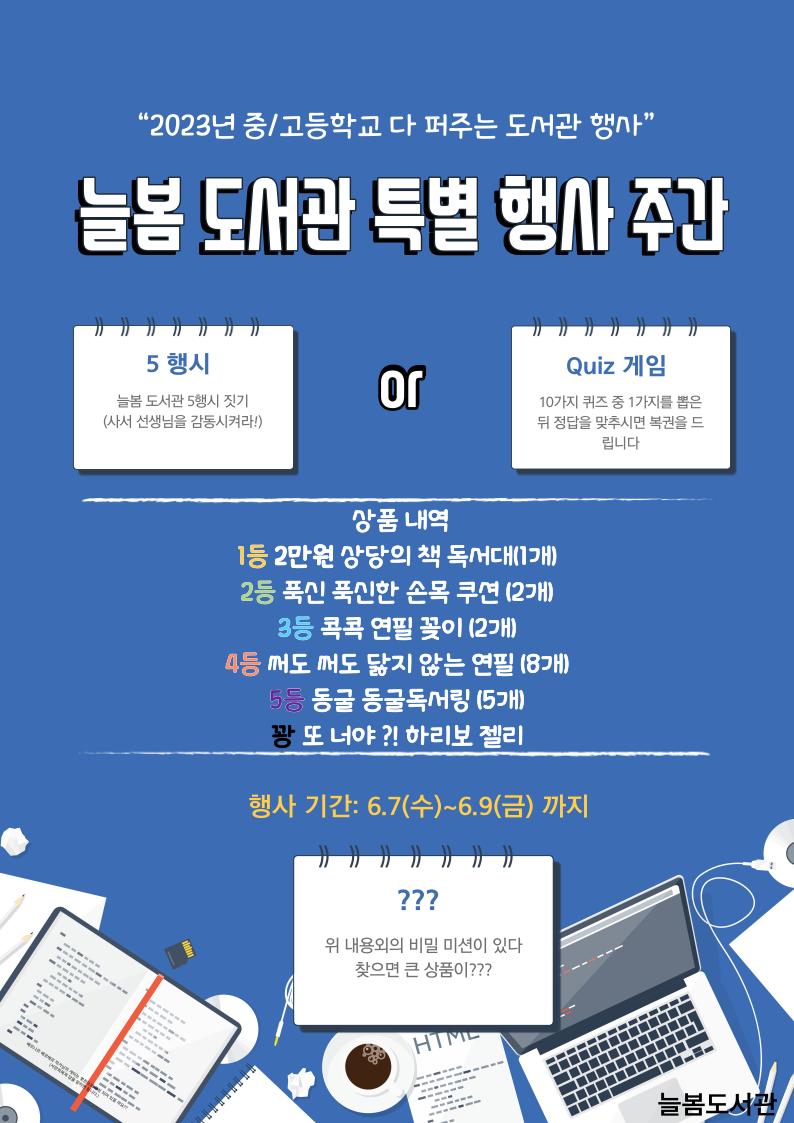 “2023년 중/고등학교 다 퍼주는 도서관 행사”
늘봄 도서관 특별 행사 주간
5 행시
늘봄 도서관 5행시 짓기
(사서 선생님을 감동시켜라!)
or
Quiz 게임
10가지 퀴즈 중 1가지를 뽑은
뒤 정답을 맞추시면 복권을 드
립니다
상품 내역
1등 2만원 상당의 책 독서대(1개)
2등 푹신 푹신한 손목 쿠션 (2개)
3등 콕콕 연필 꽂이 (2개)
4등 써도 써도 닳지 않는 연필 (8개)
5등 동굴 동굴독서링 (5개)
꽝 또 너야 ?! 하리보 젤리
행사 기간: 6.7(수)~6.9(금) 까지
???
위 내용외의 비밀 미션이 있다
찾으면 큰 상품이???
HTML
늘봄도서관